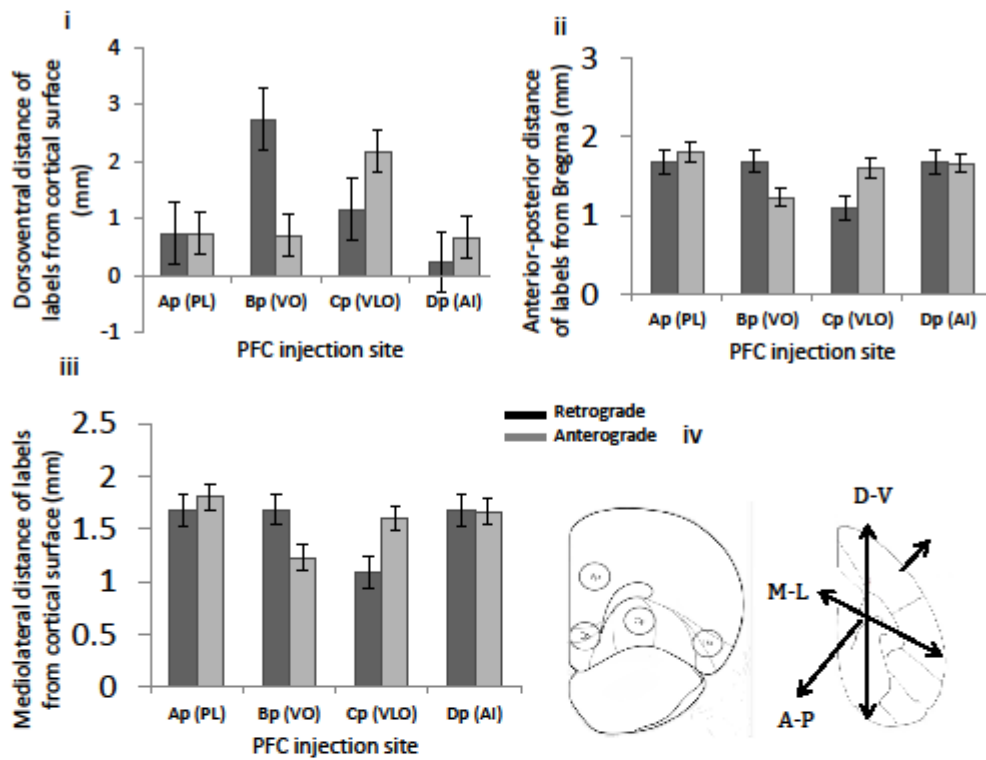 i
Dorsoventral distance of
labels from cortical surface
(mm)
4
3
2
1
0
-1
Ap (PL) Bp (VO) Cp (VLO) Dp (AI)
PFC injection site
ii
Anterior-posterior distance
of labels from Bregma (mm)
3
2
1
0
Ap (PL) Bp (VO) Cp (VLO) Dp (AI)
PFC injection site
iii
Mediolateral distance of labels
from cortical surface (mm)
2.5
2
1.5
1
0.5
0
Ap (PL) Bp (VO) Cp (VLO) Dp (AI)
PFC injection site
Retrograde
Anterograde
iv
D-V
M-L
A-P